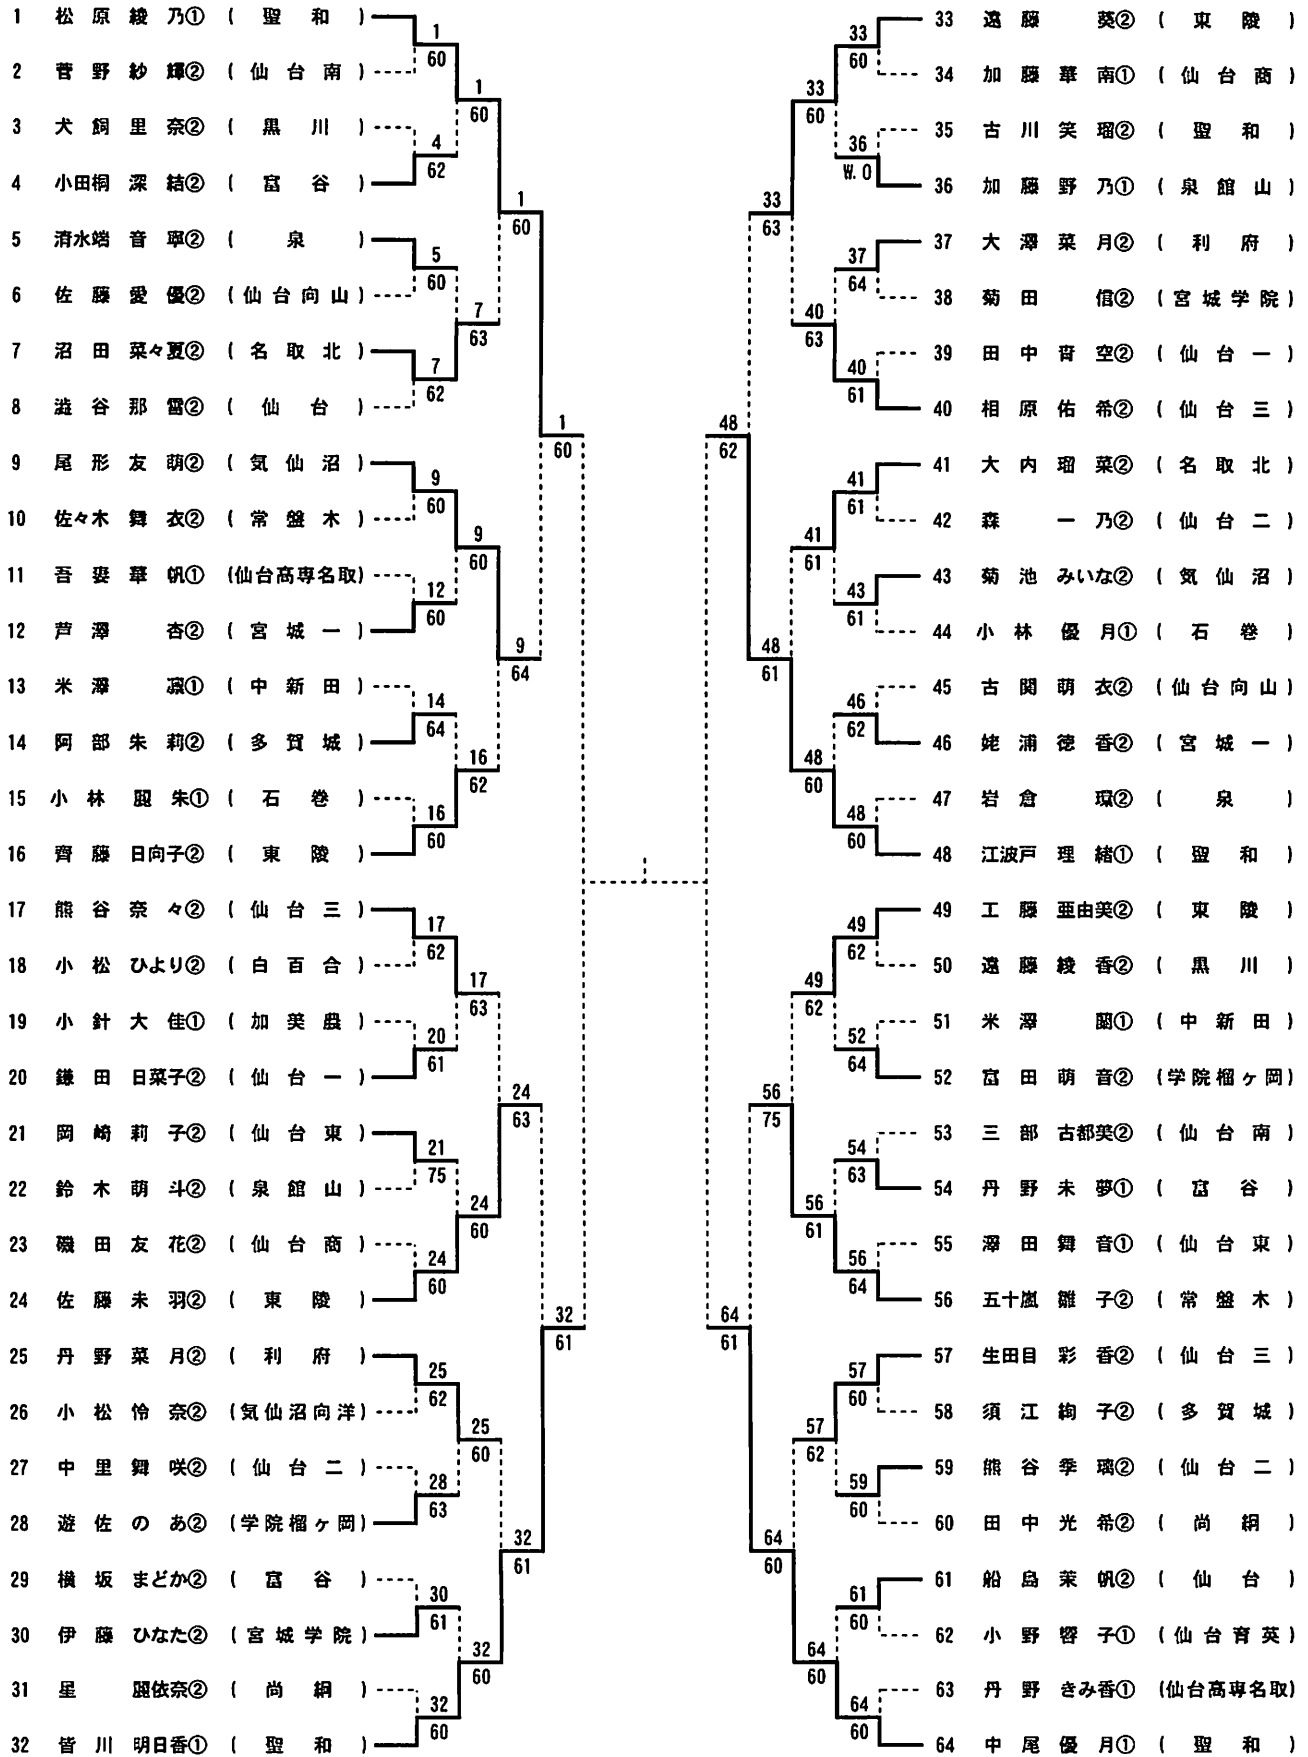 1 松原綾乃① (聖和)
2 菅野紗輝② (仙台南)
3 犬飼里奈② (黒川)
4 小田桐深結② (富谷)
5 清水端音寧② (泉)
6 佐藤愛優② (仙台向山)
7 沼田菜々夏② (名取北)
8 澁谷那雪② (仙台)
9 尾形友萌② (気仙沼)
10 佐々木舞衣② (常盤木)
11 吾妻華帆① (仙台高専名取)
12 芦澤杏② (宮城一)
13 米澤凛① (中新田)
14 阿部朱莉② (多賀城)
15 小林朱① (石巻)
16 齊藤日向子② (東陵)
17 熊谷奈々② (仙台三)
18 小松ひより② (白百合)
19 小針大佳① (加美農)
20 鎌田日菜子② (仙台一)
21 岡崎莉子② (仙台東)
22 鈴木萌斗② (泉館山)
23 磯田友花② (仙台商)
24 佐藤未羽② (東陵)
25 丹野菜月② (利府)
26 小松怜奈② (気仙沼向洋)
27 中里舞咲② (仙台二)
28 遊佐のあ② (学院榴ヶ岡)
29 横坂まどか② (富谷)
30 伊藤ひなた② (宮城学院)
31 星麗依奈② (尚絅)
32 皆川明日香① (聖和)
1 60
4 62
5 60
7 62
9 60
12 60
14 64
16 60
17 62
20 61
21 75
24 60
25 62
28 63
30 61
32 60
1 60
7 63
9 60
16 62
17 63
24 60
25 60
32 60
1 60
9 64
24 63
32 61
1 60
32 61
48 62
64 61
33 63
48 61
56 75
64 60
33 60
40 63
41 61
48 60
49 62
56 61
57 62
64 60
33 60
36 W.O
37 64
40 61
41 61
43 61
46 62
48 60
49 62
52 64
54 63
56 64
57 60
59 60
61 60
64 60
33 遠藤葵② (東陵)
34 加藤華南① (仙台商)
35 古川笑瑠② (聖和)
36 加藤野乃① (泉館山)
37 大澤菜月② (利府)
38 菊田信② (宮城学院)
39 田中青空② (仙台一)
40 相原佑希② (仙台三)
41 大内瑠菜② (名取北)
42 森一乃② (仙台二)
43 菊池みいな② (気仙沼)
44 小林優月① (石巻)
45 古関萌衣② (仙台向山)
46 姥浦徳香② (宮城一)
47 岩倉環② (泉)
48 江波戸理緒① (聖和)
49 工藤亜由美② (東陵)
50 遠藤綾香② (黒川)
51 米澤蘭① (中新田)
52 富田萌音② (学院榴ヶ岡)
53 三部古都美② (仙台南)
54 丹野未夢① (富谷)
55 澤田舞音① (仙台東)
56 五十嵐雛子② (常盤木)
57 生田目彩香② (仙台三)
58 須江絢子② (多賀城)
59 熊谷季璃② (仙台二)
60 田中光希② (尚絅)
61 船島茉帆② (仙台)
62 小野子① (仙台育英)
63 丹野きみ香① (仙台高専名取)
64 中尾優月① (聖和)